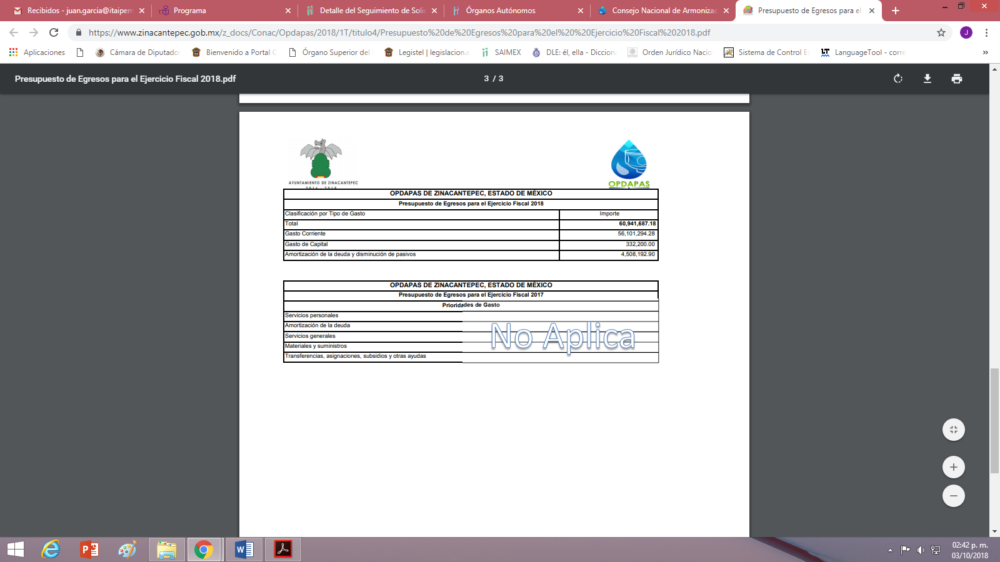 Recibidos - juan.garcia@itaipem
Programa
Detalle del Seguimiento de Solic
Órganos Autónomos
Consejo Nacional de Armonizac
Presupuesto de Egresos para el
https://www.zinacantepec.gob.mx/z_docs/Conac/Opdapas/2018/1T/titulo4/Presupuesto%20de%20Egresos%20para%20el%20%20Ejercicio%20Fiscal%202018.pdf
J
Aplicaciones
Cámara de Diputados
Bienvenido a Portal C
Órgano Superior del
Legistel | legislacion.e
SAIMEX
DLE: él, ella - Diccion
Orden Jurídico Nacio
Sistema de Control E
LanguageTool - corre
Presupuesto de Egresos para el Ejercicio Fiscal 2018.pdf
3 / 3
AYUNTAMIENTO DE ZINACANTEPEC
2016 - 2018
OPDAPAS
OPDAPAS DE ZINACANTEPEC, ESTADO DE MÉXICO
Presupuesto de Egresos para el Ejercicio Fiscal 2018
Clasificación por Tipo de Gasto Importe
Total 60,941,687.18
Gasto Corriente 56,101,294.28
Gasto de Capital 332,200.00
Amortización de la deuda y disminución de pasivos 4,508,192.90
OPDAPAS DE ZINACANTEPEC, ESTADO DE MÉXICO
Presupuesto de Egresos para el Ejercicio Fiscal 2017
Prioridades de Gasto
Servicios personales
Amortización de la deuda
Servicios generales
Materiales y suministros
Transferencias, asignaciones, subsidios y otras ayudas
No Aplica
02:42 p. m.
03/10/2018